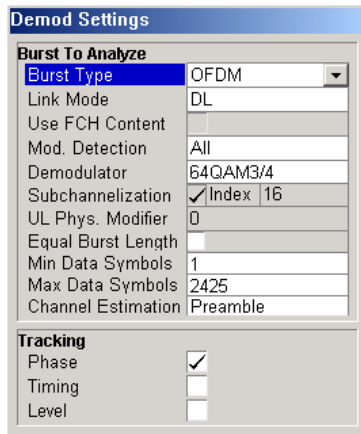 Demod Settings
Burst To Analyze
Burst Type OFDM
Link Mode DL
Use FCH Content
Mod. Detection All
Demodulator 64QAM3/4
Subchannelization Index 16
UL Phys. Modifier 0
Equal Burst Length
Min Data Symbols 1
Max Data Symbols 2425
Channel Estimation Preamble
Tracking
Phase
Timing
Level